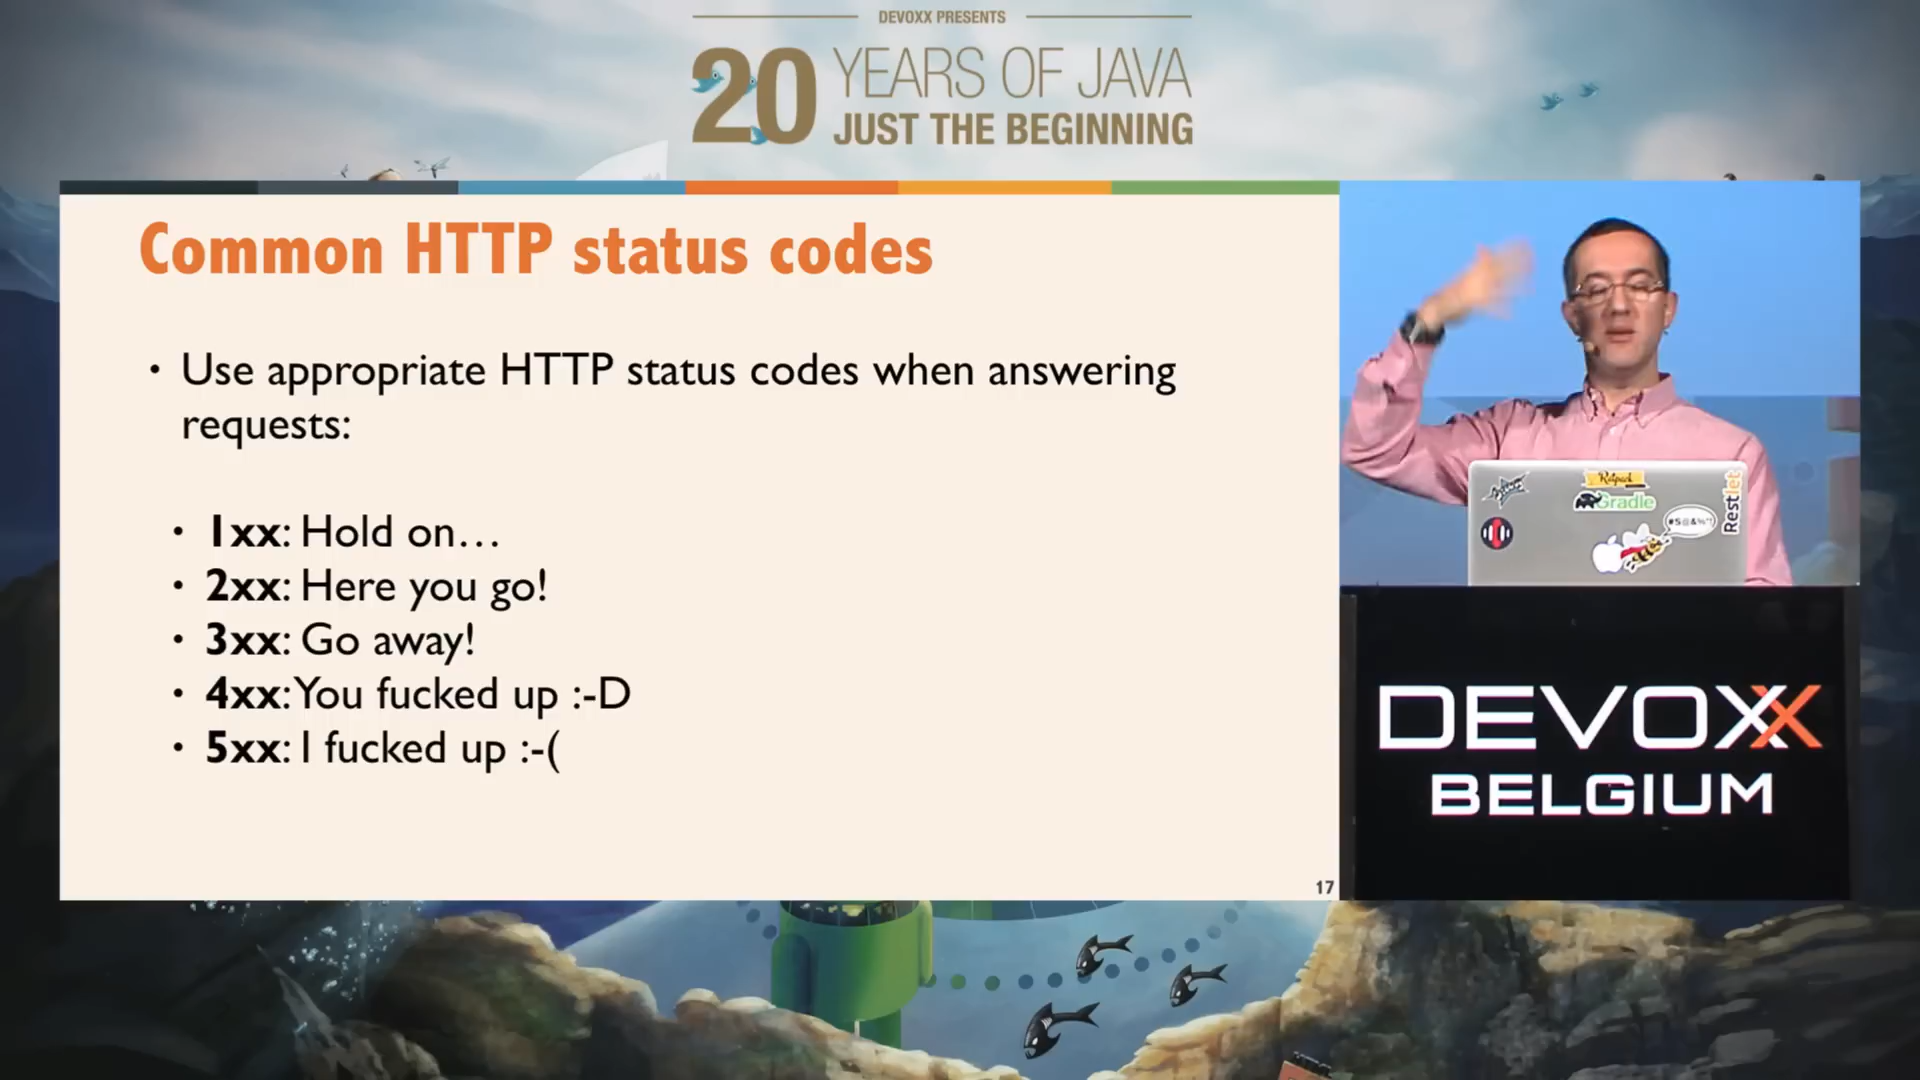 DEVOXX PRESENTS
20 YEARS OF JAVA
JUST THE BEGINNING
Common HTTP status codes
• Use appropriate HTTP status codes when answering
requests:
• 1xx: Hold on…
• 2xx: Here you go!
• 3xx: Go away!
• 4xx: You fucked up :-D
• 5xx: I fucked up :-(
17
Ratpack
Gradle
#$@&%*!
Restlet
DEVOXX
BELGIUM